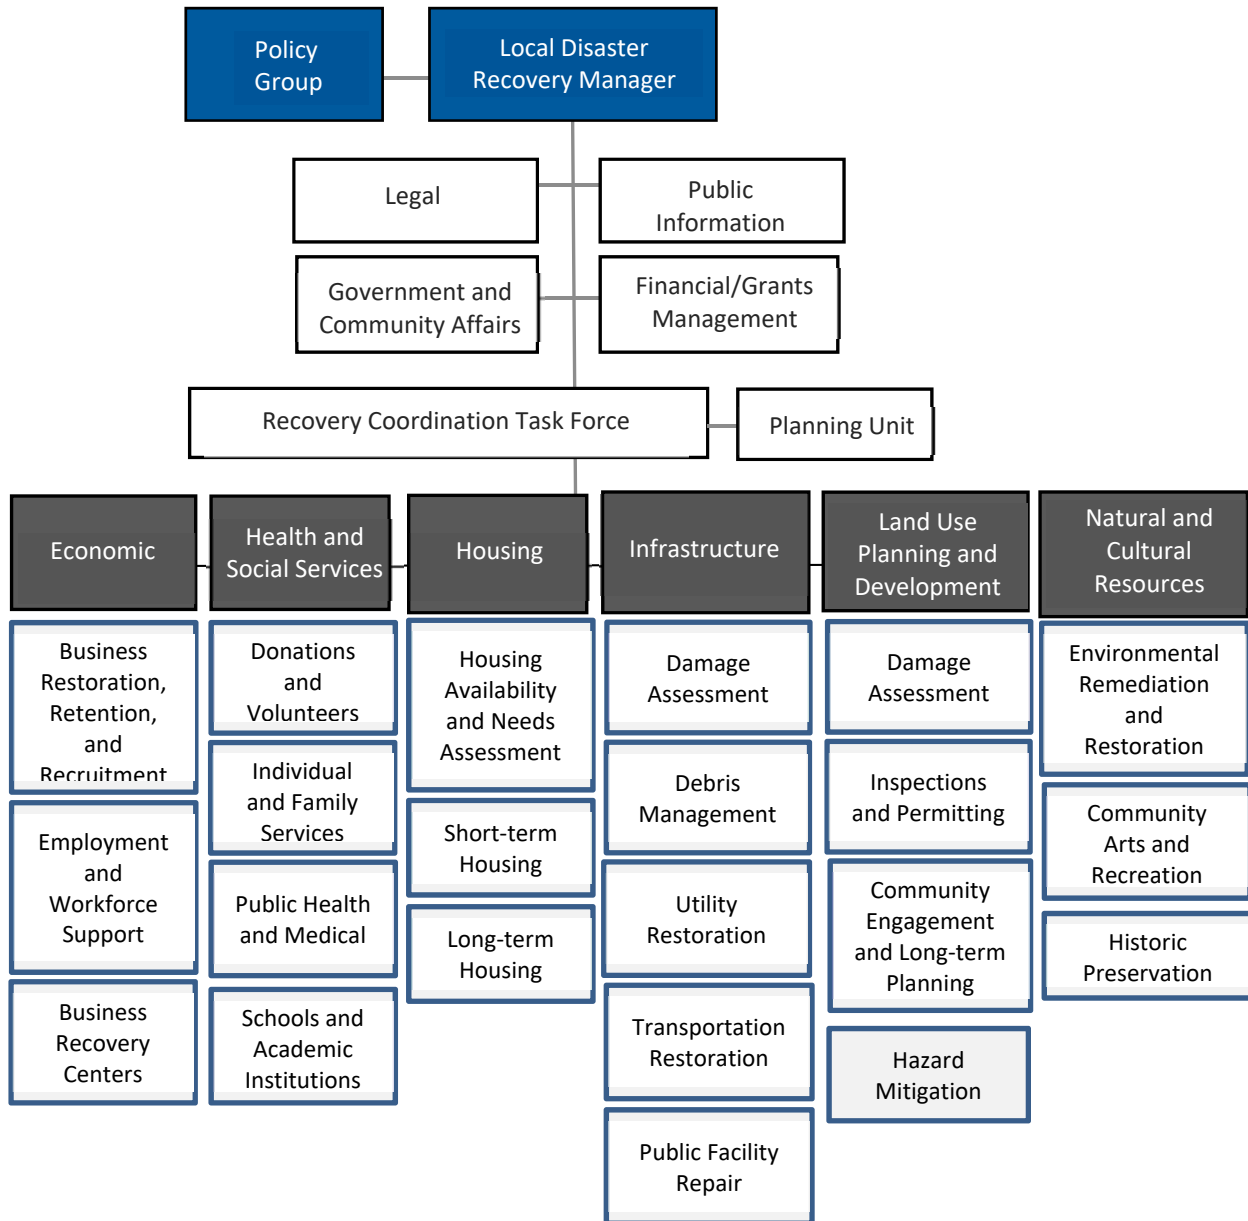 Policy
Group
Local Disaster
Recovery Manager
Legal
Public
Information
Government and
Community Affairs
Financial/Grants
Management
Recovery Coordination Task Force
Planning Unit
Economic
Health and
Social Services
Housing
Infrastructure
Land Use
Planning and
Development
Natural and
Cultural
Resources
Business
Restoration,
Retention,
and
Recruitment
Employment
and
Workforce
Support
Business
Recovery
Centers
Donations
and
Volunteers
Individual
and Family
Services
Public Health
and Medical
Schools and
Academic
Institutions
Housing
Availability
and Needs
Assessment
Short-term
Housing
Long-term
Housing
Damage
Assessment
Debris
Management
Utility
Restoration
Transportation
Restoration
Public Facility
Repair
Damage
Assessment
Inspections
and Permitting
Community
Engagement
and Long-term
Planning
Hazard
Mitigation
Environmental
Remediation
and
Restoration
Community
Arts and
Recreation
Historic
Preservation